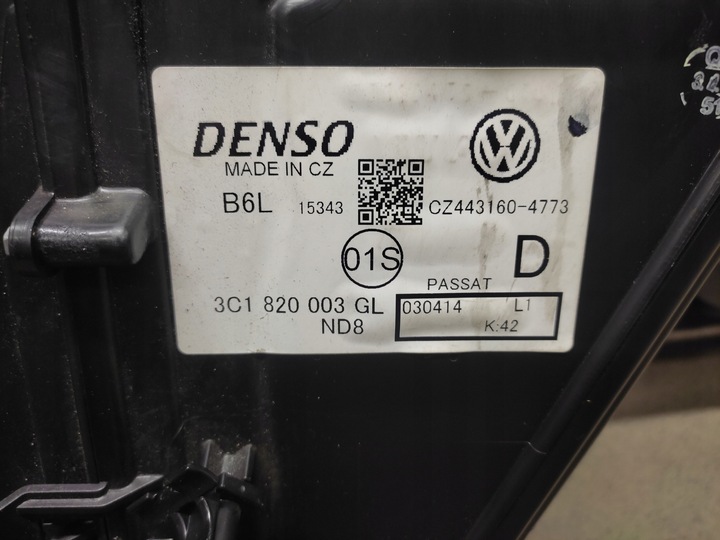 DENSO
MADE IN CZ
B6L 15343 CZ443160-4773
01S
D
PASSAT
3C1 820 003 GL 030414 L1
ND8 K:42